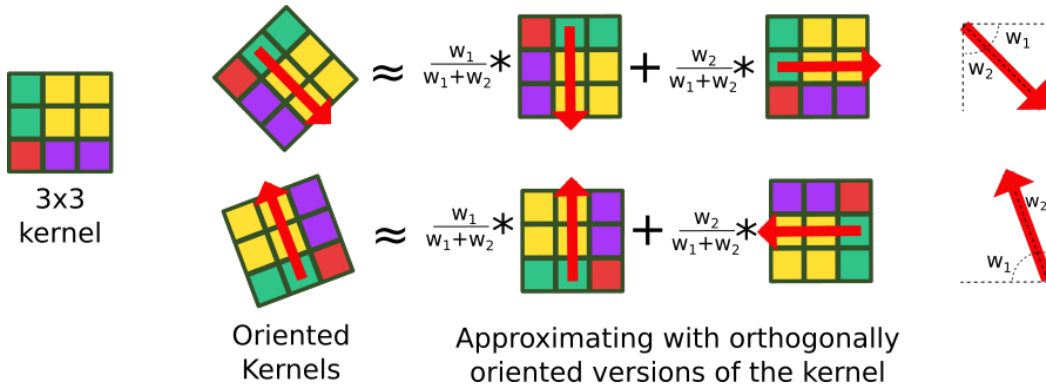 ≈ w₁/(w₁+w₂)* + w₂/(w₁+w₂)*
w₁
w₂
3x3
kernel
≈ w₁/(w₁+w₂)* + w₂/(w₁+w₂)*
w₂
w₁
Oriented
Kernels
Approximating with orthogonally
oriented versions of the kernel